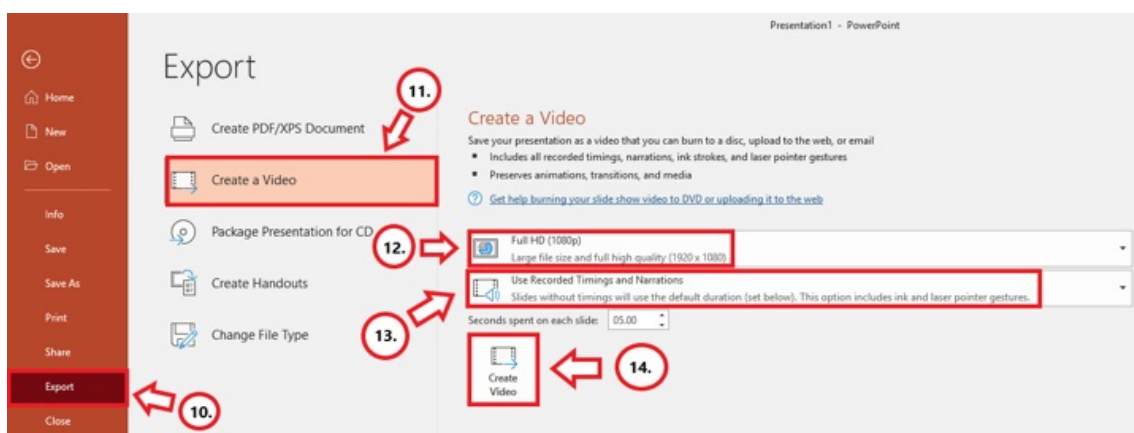 Presentation1 - PowerPoint
Home
New
Open
Info
Save
Save As
Print
Share
Export
Close
10.
Export
11.
Create PDF/XPS Document
Create a Video
Package Presentation for CD
Create Handouts
Change File Type
Create a Video
Save your presentation as a video that you can burn to a disc, upload to the web, or email
▪ Includes all recorded timings, narrations, ink strokes, and laser pointer gestures
▪ Preserves animations, transitions, and media
Get help burning your slide show video to DVD or uploading it to the web
12.
Full HD (1080p)
Large file size and full high quality (1920 x 1080)
13.
Use Recorded Timings and Narrations
Slides without timings will use the default duration (set below). This option includes ink and laser pointer gestures.
Seconds spent on each slide: 05.00
Create
Video
14.